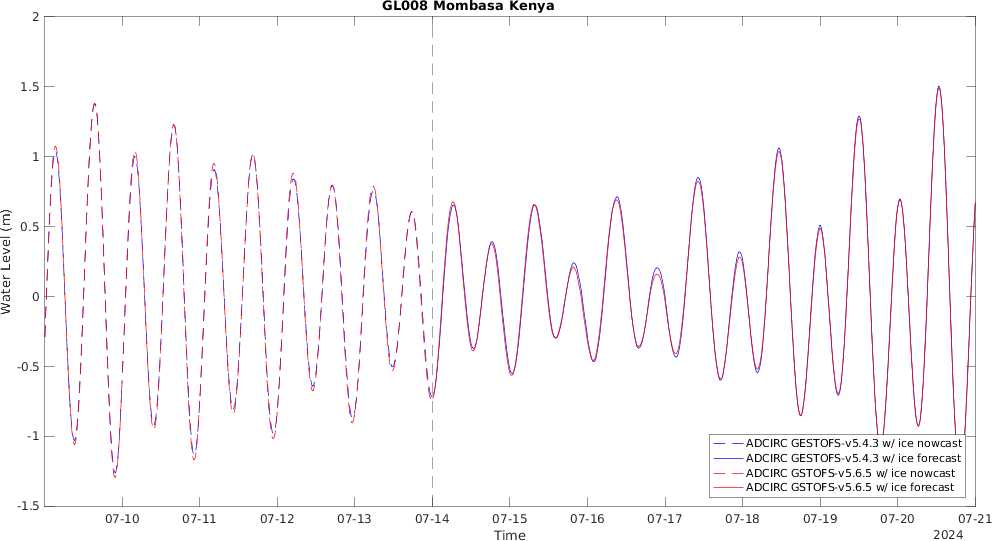 GL008 Mombasa Kenya
2
1.5
1
0.5
0
-0.5
-1
-1.5
Water Level (m)
ADCIRC GESTOFS-v5.4.3 w/ ice nowcast
ADCIRC GESTOFS-v5.4.3 w/ ice forecast
ADCIRC GSTOFS-v5.6.5 w/ ice nowcast
ADCIRC GSTOFS-v5.6.5 w/ ice forecast
07-10 07-11 07-12 07-13 07-14 07-15 07-16 07-17 07-18 07-19 07-20 07-21
Time
2024